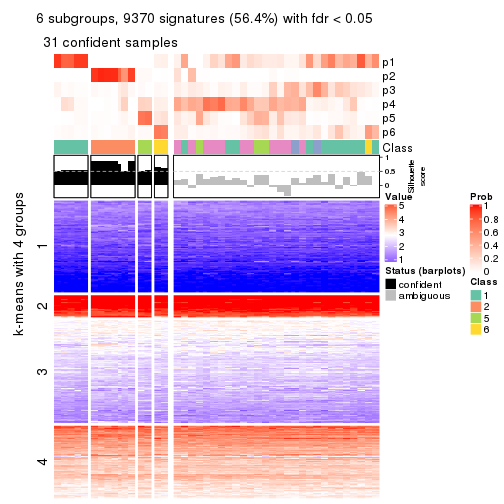 6 subgroups, 9370 signatures (56.4%) with fdr < 0.05
31 confident samples
p1
p2
p3
p4
p5
p6
Class
1
0.5
0
Silhouette
score
k-means with 4 groups
1
2
3
4
Value
5
4
3
2
1
Status (barplots)
confident
ambiguous
Prob
1
0.8
0.6
0.4
0.2
0
Class
1
2
5
6